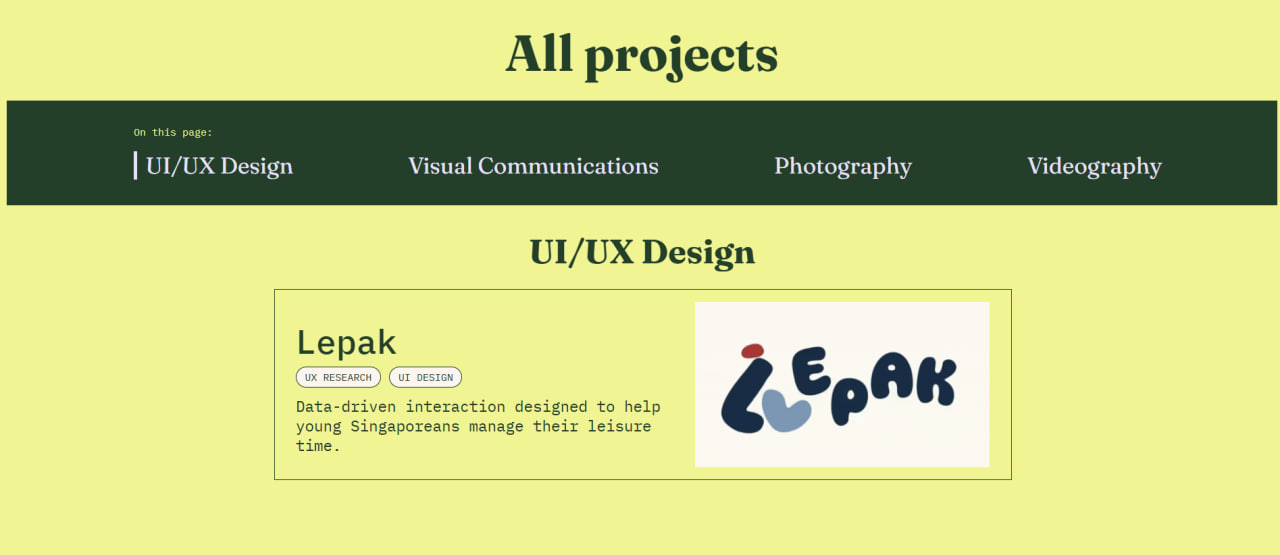 All projects
On this page:
UI/UX Design
Visual Communications
Photography
Videography
UI/UX Design
Lepak
UX RESEARCH
UI DESIGN
Data-driven interaction designed to help
young Singaporeans manage their leisure
time.
LEPAK